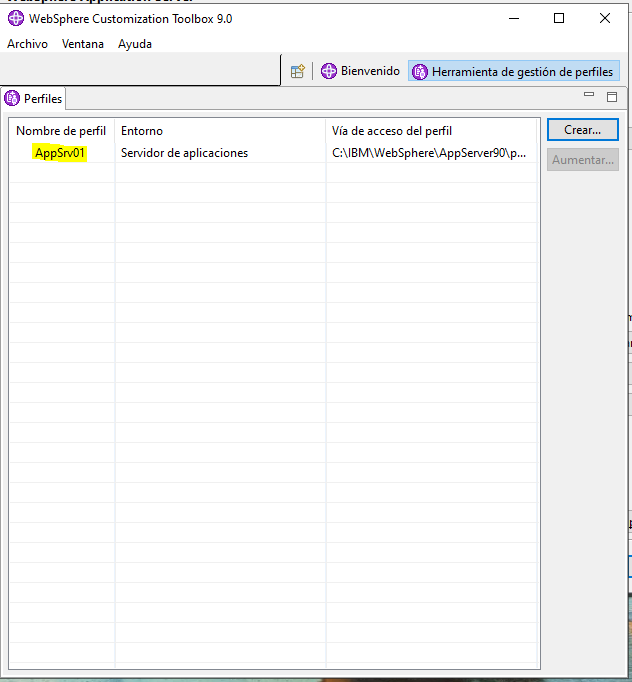 WebSphere Customization Toolbox 9.0
Archivo Ventana Ayuda
Bienvenido Herramienta de gestión de perfiles
Perfiles
Nombre de perfil Entorno Vía de acceso del perfil
Crear...
AppSrv01 Servidor de aplicaciones C:\IBM\WebSphere\AppServer90\p...
Aumentar...